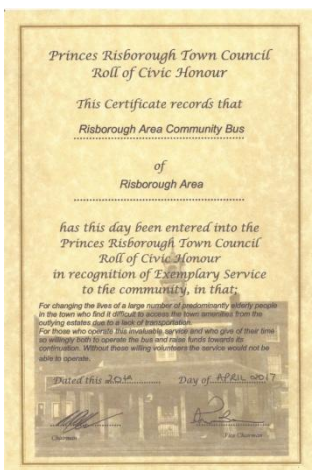 Princes Risborough Town Council
Roll of Civic Honour
This Certificate records that
Risborough Area Community Bus
of
Risborough Area
has this day been entered into the
Princes Risborough Town Council
Roll of Civic Honour
in recognition of Exemplary Service
to the community, in that;
For changing the lives of a large number of predominantly elderly people
in the town who find it difficult to access the town amenities from the
outlying estates due to a lack of transportation.
For those who operate this invaluable service and who give of their time
so willingly both to operate the bus and raise funds towards its
continuation. Without these willing volunteers the service would not be
able to operate.
Dated this 20th Day of APRIL 2017
Chairman Vice Chairman